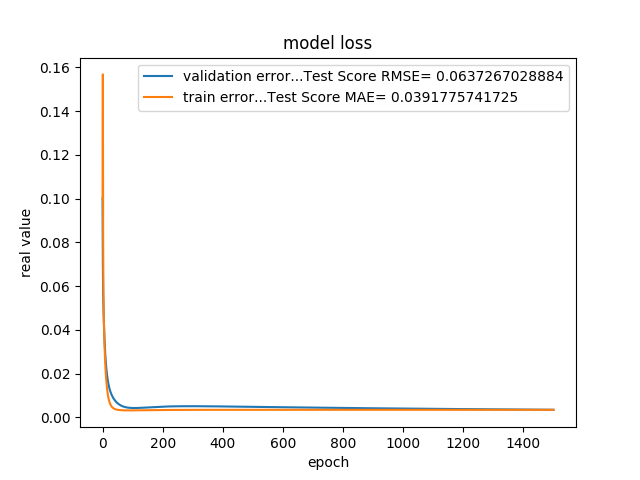 model loss
validation error...Test Score RMSE= 0.0637267028884
train error...Test Score MAE= 0.0391775741725
0.16
0.14
0.12
0.10
0.08
0.06
0.04
0.02
0.00
real value
0 200 400 600 800 1000 1200 1400
epoch